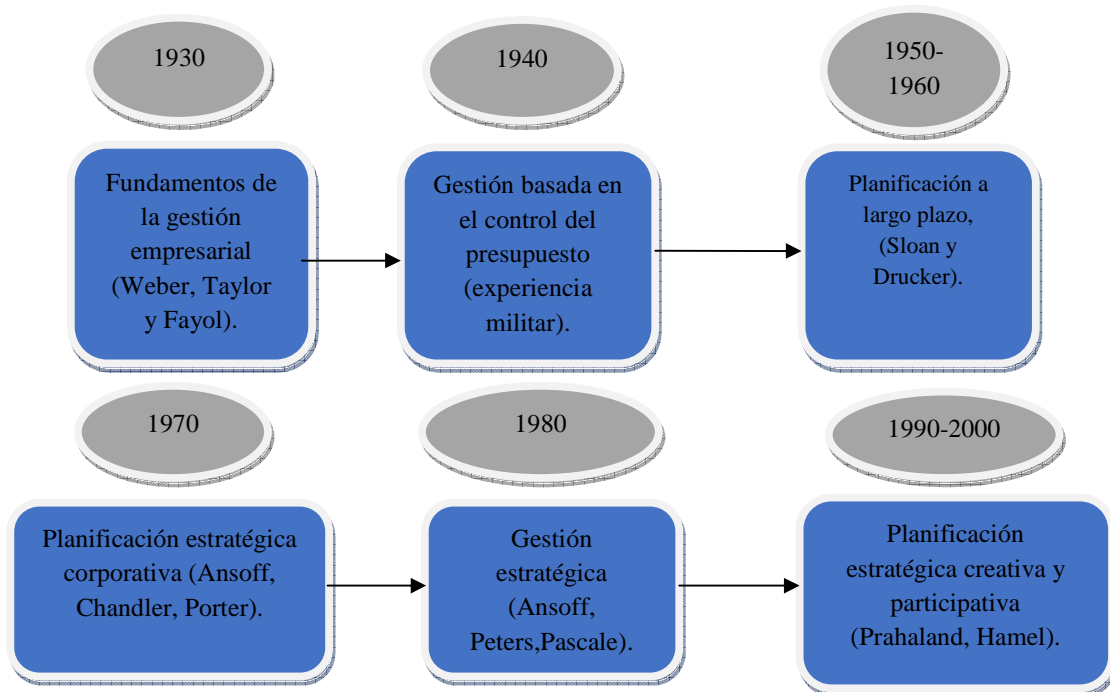 1930
Fundamentos de
la gestión
empresarial
(Weber, Taylor
y Fayol).
1940
Gestión basada en
el control del
presupuesto
(experiencia
militar).
1950-
1960
Planificación a
largo plazo,
(Sloan y
Drucker).
1970
Planificación estratégica
corporativa (Ansoff,
Chandler, Porter).
1980
Gestión
estratégica
(Ansoff,
Peters,Pascale).
1990-2000
Planificación
estratégica creativa y
participativa
(Prahaland, Hamel).